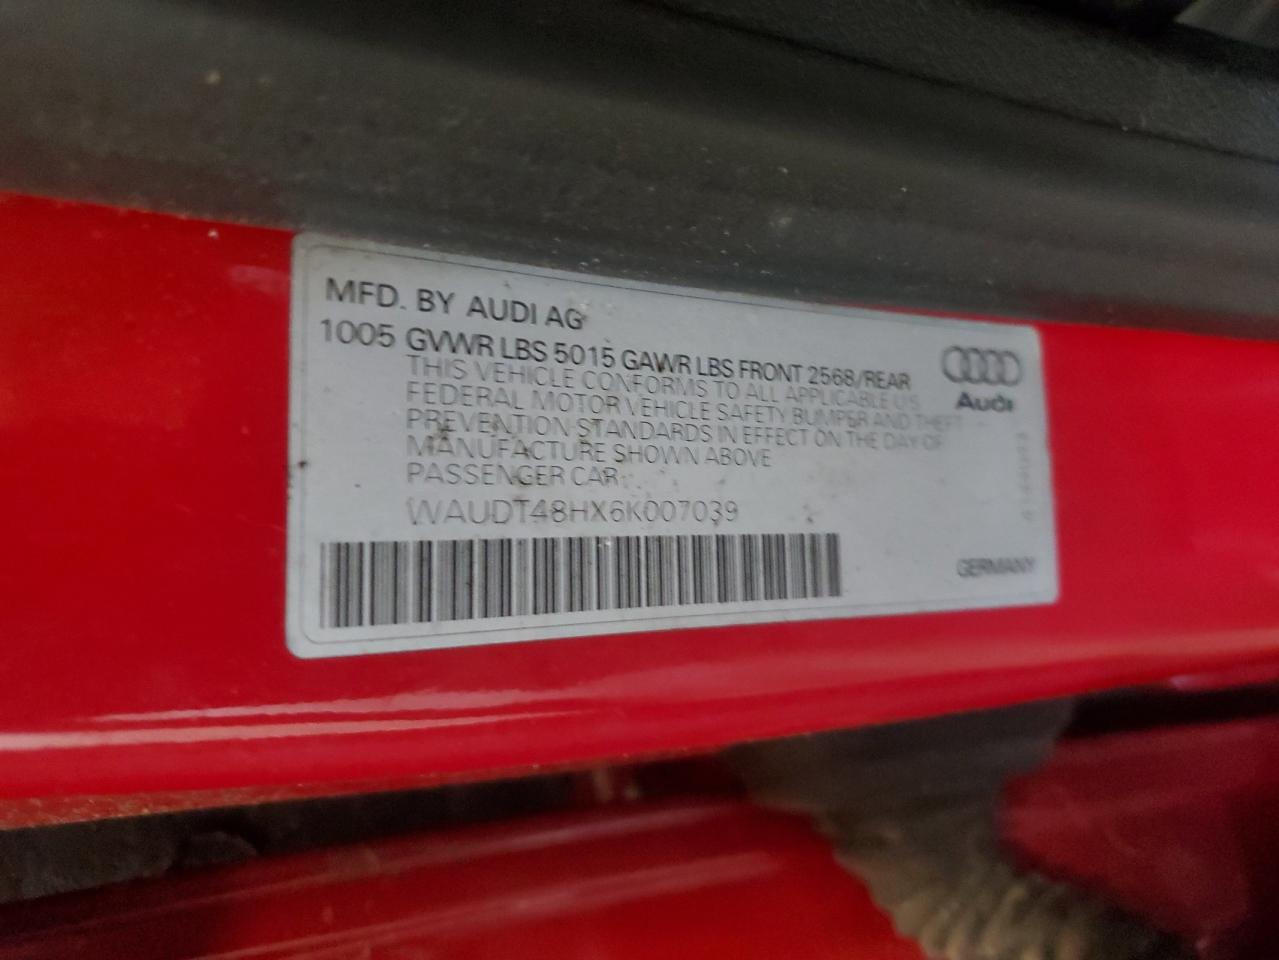 MFD. BY AUDI AG
1005 GVWR LBS 5015 GAWR LBS FRONT 2568/REAR
THIS VEHICLE CONFORMS TO ALL APPLICABLE U.S.
FEDERAL MOTOR VEHICLE SAFETY BUMPER AND THEFT
PREVENTION STANDARDS IN EFFECT ON THE DAY OF
MANUFACTURE SHOWN ABOVE
PASSENGER CAR
WAUDT48HX6K007039
Audi
GERMANY